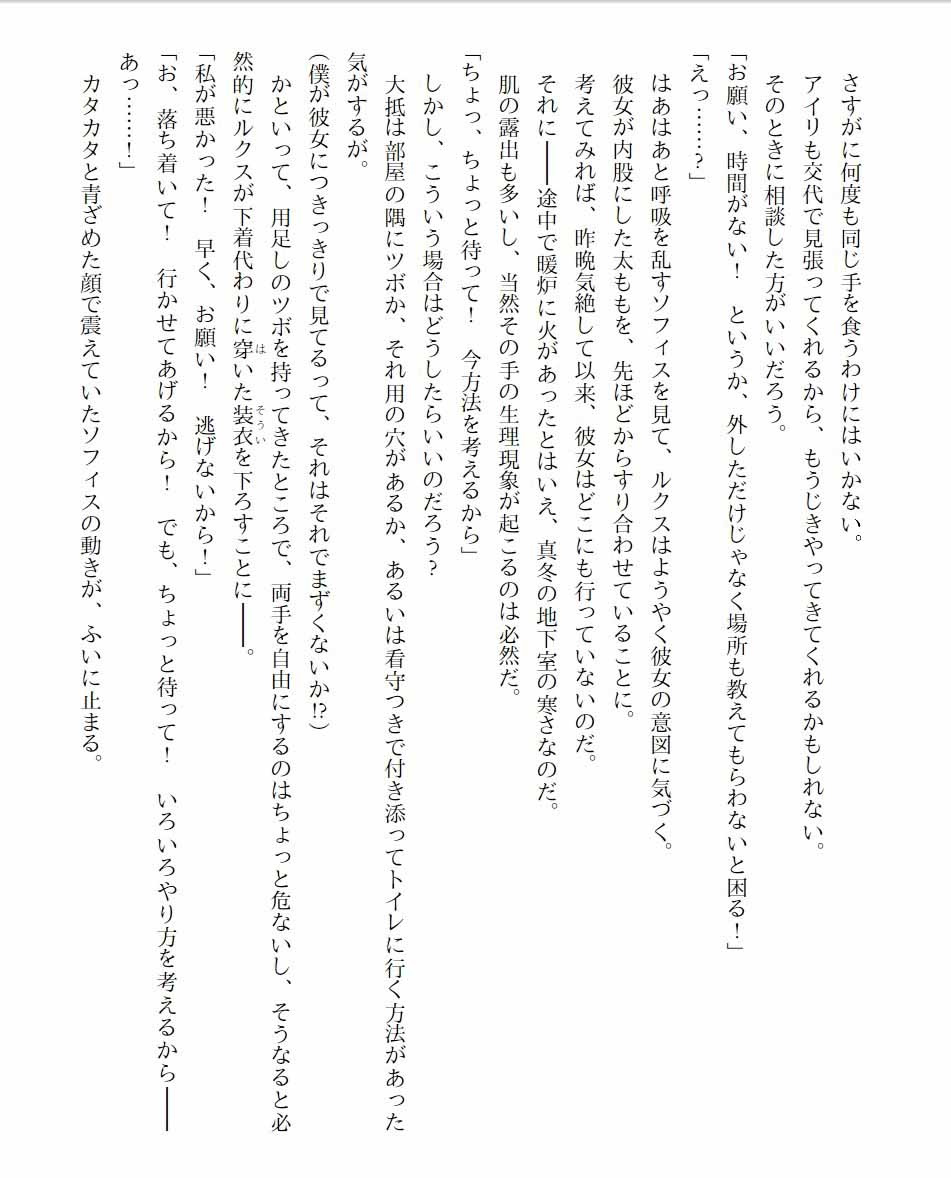 さすがに何度も同じ手を食うわけにはいかない。
　アイリも交代で見張ってくれるから、もうじきやってきてくれるかもしれない。
　そのときに相談した方がいいだろう。
「お願い、時間がない！　というか、外しただけじゃなく場所も教えてもらわないと困る！」
「えっ……？」
　はあはあと呼吸を乱すソフィスを見て、ルクスはようやく彼女の意図に気づく。
　彼女が内股にした太ももを、先ほどからすり合わせていることに。
　考えてみれば、昨晩気絶して以来、彼女はどこにも行っていないのだ。
　それに――途中で暖炉に火があったとはいえ、真冬の地下室の寒さなのだ。
　肌の露出も多いし、当然その手の生理現象が起こるのは必然だ。
「ちょっ、ちょっと待って！　今方法を考えるから」
　しかし、こういう場合はどうしたらいいのだろう？
　大抵は部屋の隅にツボか、それ用の穴があるか、あるいは看守つきで付き添ってトイレに行く方法があった
気がするが。
（僕が彼女につきっきりで見てるって、それはそれでまずくないか!?）
　かといって、用足しのツボを持ってきたところで、両手を自由にするのはちょっと危ないし、そうなると必
然的にルクスが下着代わりに穿はいた装衣そういを下ろすことに――。
「私が悪かった！　早く、お願い！　逃げないから！」
「お、落ち着いて！　行かせてあげるから！　でも、ちょっと待って！　いろいろやり方を考えるから――
あっ………！」
　カタカタと青ざめた顔で震えていたソフィスの動きが、ふいに止まる。